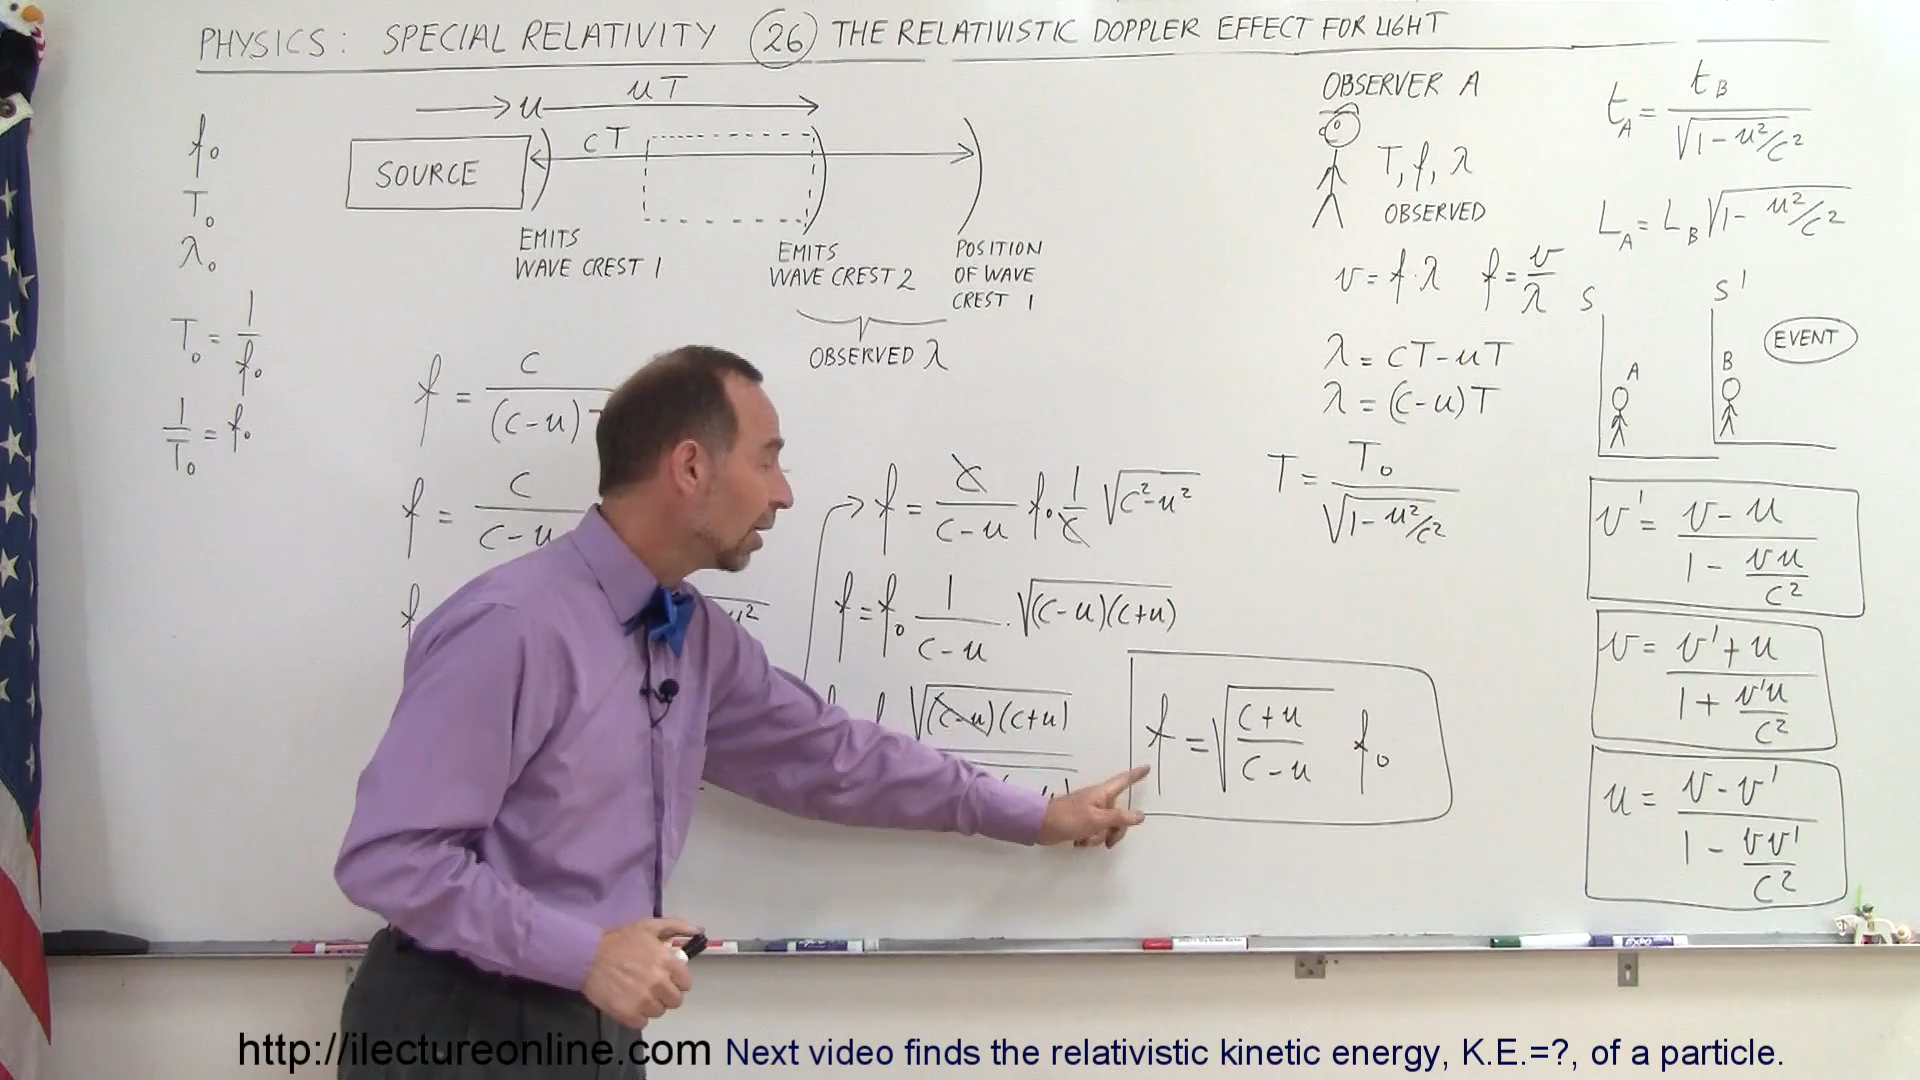 PHYSICS: SPECIAL RELATIVITY (26) THE RELATIVISTIC DOPPLER EFFECT FOR LIGHT
f₀
T₀
λ₀
T₀ = 1/f₀
1/T₀ = f₀
u uT
cT
SOURCE
EMITS
WAVE CREST 1
EMITS
WAVE CREST 2
POSITION
OF WAVE
CREST 1
OBSERVED λ
f = c/(c-u)
f = c/c-u
f
f = c/c-u f₀ · 1/c √c²-u²
f = f₀ 1/c-u · √(c-u)(c+u)
√(c-u)(c+u)
f = √c+u/c-u f₀
OBSERVER A
T, f, λ
OBSERVED
v = f·λ f = v/λ
λ = cT-uT
λ = (c-u)T
T = T₀/√1-u²/c²
t_A = t_B/√1-u²/c²
L_A = L_B √1-u²/c²
S S'
EVENT
A B
v' = v-u/1-vu/c²
v = v'+u/1+v'u/c²
u = v-v'/1-vv'/c²
EXPO
http://ilectureonline.com Next video finds the relativistic kinetic energy, K.E.=?, of a particle.